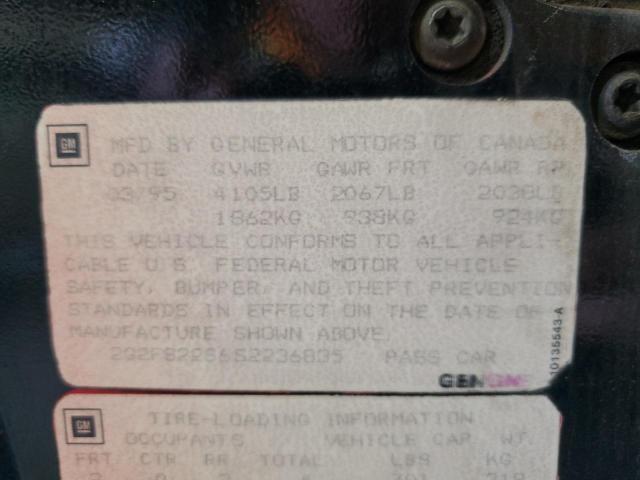 GM
MFD BY GENERAL MOTORS OF CANADA
DATE GVWR GAWR FRT GAWR RR
03/95 4105LB 2067LB 2038LB
1862KG 938KG 924KG
THIS VEHICLE CONFORMS TO ALL APPLI-
CABLE U.S. FEDERAL MOTOR VEHICLE
SAFETY, BUMPER, AND THEFT PREVENTION
STANDARDS IN EFFECT ON THE DATE OF
MANUFACTURE SHOWN ABOVE.
PASS CAR
GENUINE
10135543-A
GM
TIRE-LOADING INFORMATION
OCCUPANTS VEHICLE CAP. WT.
FRT CTR RR TOTAL LBS KG